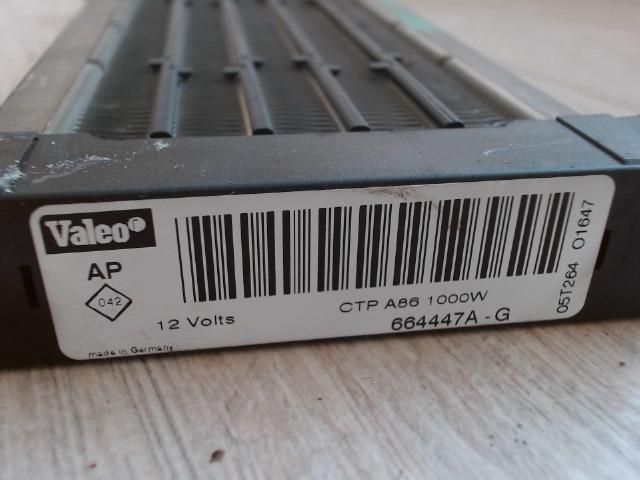 Valeo
AP
042
12 Volts
made in Germany
CTP A86 1000W
664447A - G
05T264 O1647